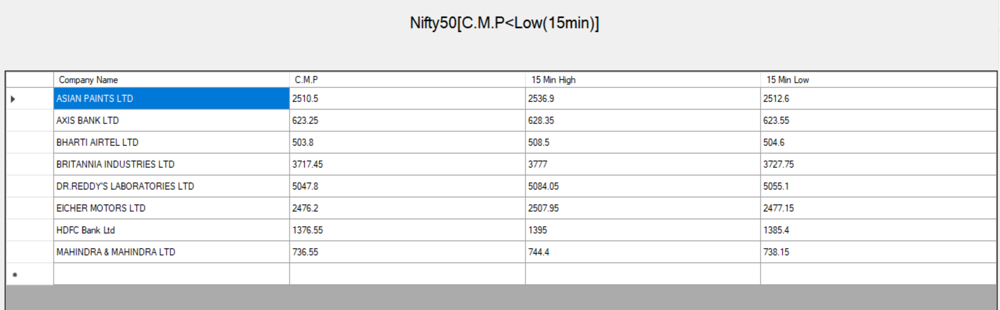 Nifty50[C.M.P<Low(15min)]
Company Name C.M.P 15 Min High 15 Min Low
ASIAN PAINTS LTD 2510.5 2536.9 2512.6
AXIS BANK LTD 623.25 628.35 623.55
BHARTI AIRTEL LTD 503.8 508.5 504.6
BRITANNIA INDUSTRIES LTD 3717.45 3777 3727.75
DR.REDDY'S LABORATORIES LTD 5047.8 5084.05 5055.1
EICHER MOTORS LTD 2476.2 2507.95 2477.15
HDFC Bank Ltd 1376.55 1395 1385.4
MAHINDRA & MAHINDRA LTD 736.55 744.4 738.15